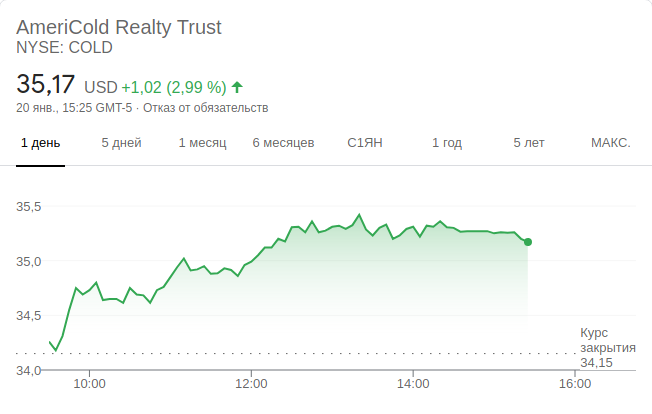 AmeriCold Realty Trust
NYSE: COLD
35,17 USD +1,02 (2,99 %)
20 янв., 15:25 GMT-5 · Отказ от обязательств
1 день 5 дней 1 месяц 6 месяцев С1ЯН 1 год 5 лет МАКС.
35,5
35,0
34,5
Курс
закрытия
34,15
34,0
10:00 12:00 14:00 16:00